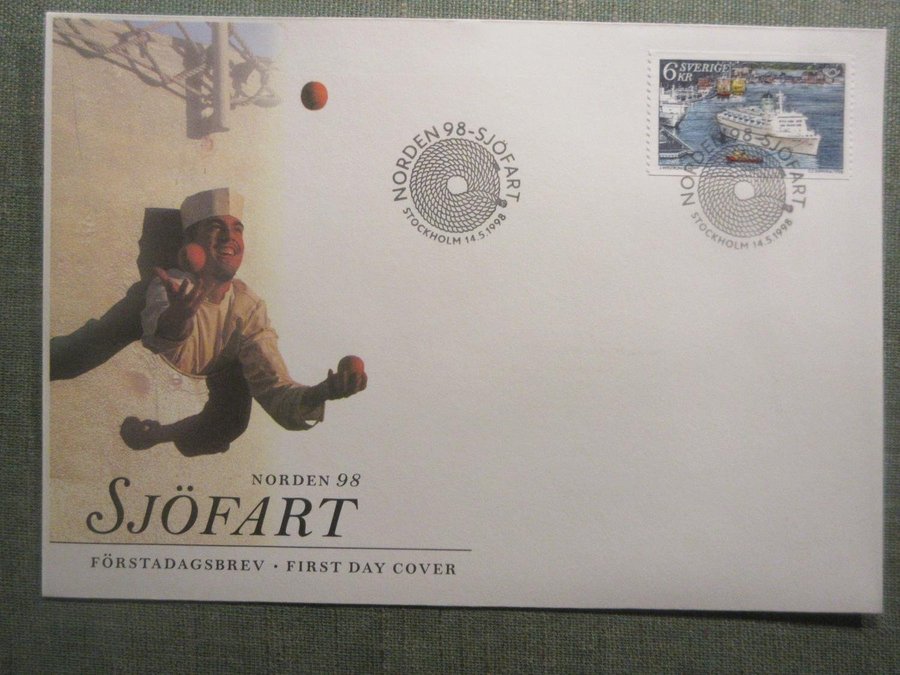 6 SVERIGE
KR
NORDEN 98-SJÖFART
STOCKHOLM 14.5.1998
NORDEN 98-SJÖFART
STOCKHOLM 14.5.1998
NORDEN 98
SJÖFART
FÖRSTADAGSBREV · FIRST DAY COVER